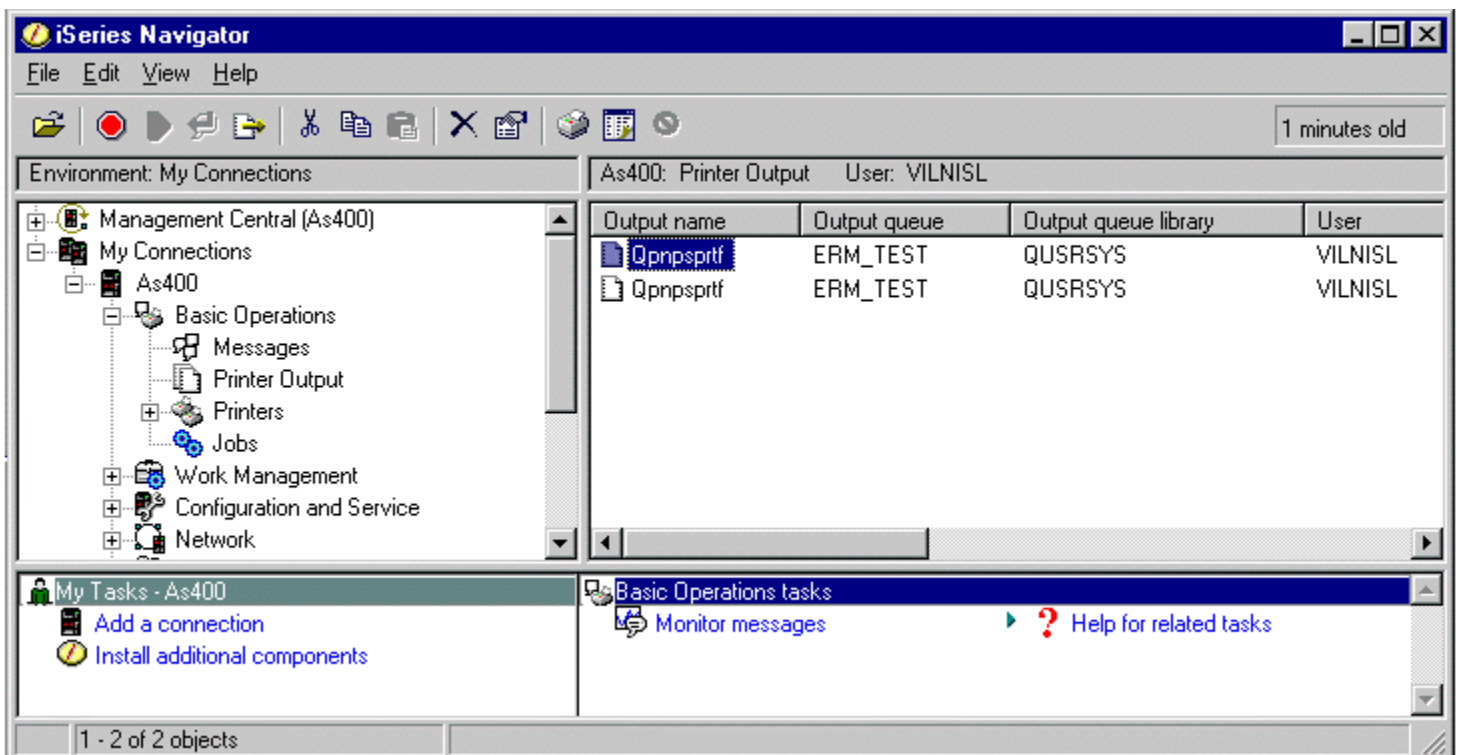 iSeries Navigator
File Edit View Help
1 minutes old
Environment: My Connections
As400: Printer Output User: VILNISL
Management Central (As400)
My Connections
As400
Basic Operations
Messages
Printer Output
Printers
Jobs
Work Management
Configuration and Service
Network
Output name Output queue Output queue library User
Qpnpsprtf ERM_TEST QUSRSYS VILNISL
Qpnpsprtf ERM_TEST QUSRSYS VILNISL
My Tasks - As400
Add a connection
Install additional components
Basic Operations tasks
Monitor messages
Help for related tasks
1 - 2 of 2 objects